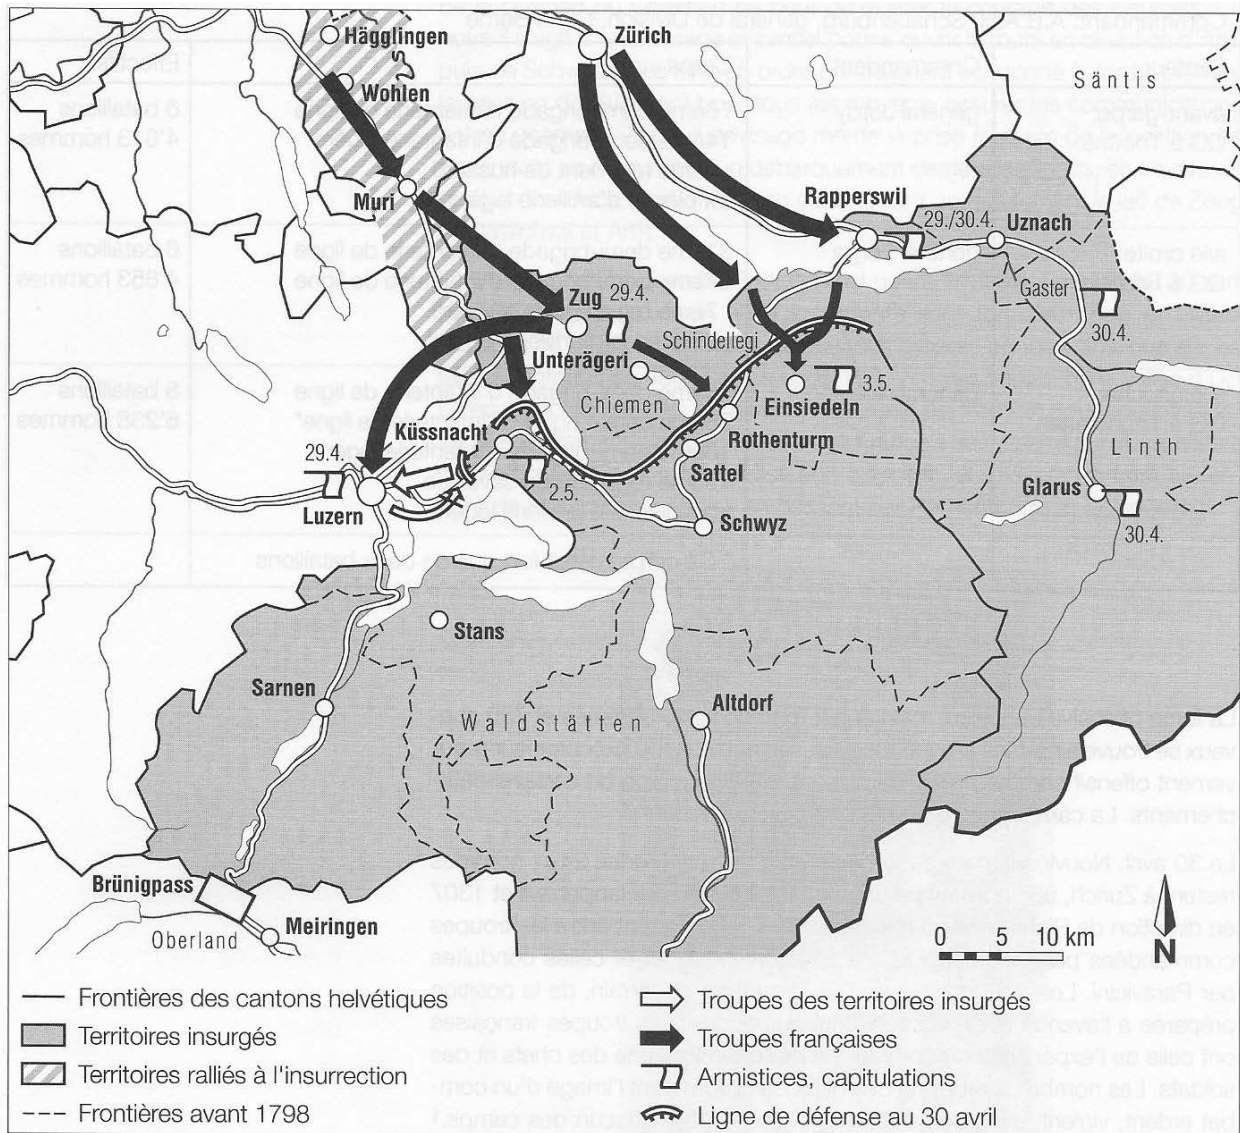 Hägglingen
Zürich
Säntis
Wohlen
Muri
Rapperswil
29./30.4.
Uznach
Zug
29.4.
Gaster
30.4.
Schindellegi
Unterägeri
3.5.
Chiemen
Einsiedeln
Küssnacht
Rothenturm
29.4.
Sattel
Linth
2.5.
Glarus
Luzern
Schwyz
30.4.
Stans
Sarnen
Altdorf
Waldstätten
Brünigpass
Meiringen
Oberland
0 5 10 km
N
Frontières des cantons helvétiques
Territoires insurgés
Territoires ralliés à l'insurrection
Frontières avant 1798
Troupes des territoires insurgés
Troupes françaises
Armistices, capitulations
Ligne de défense au 30 avril